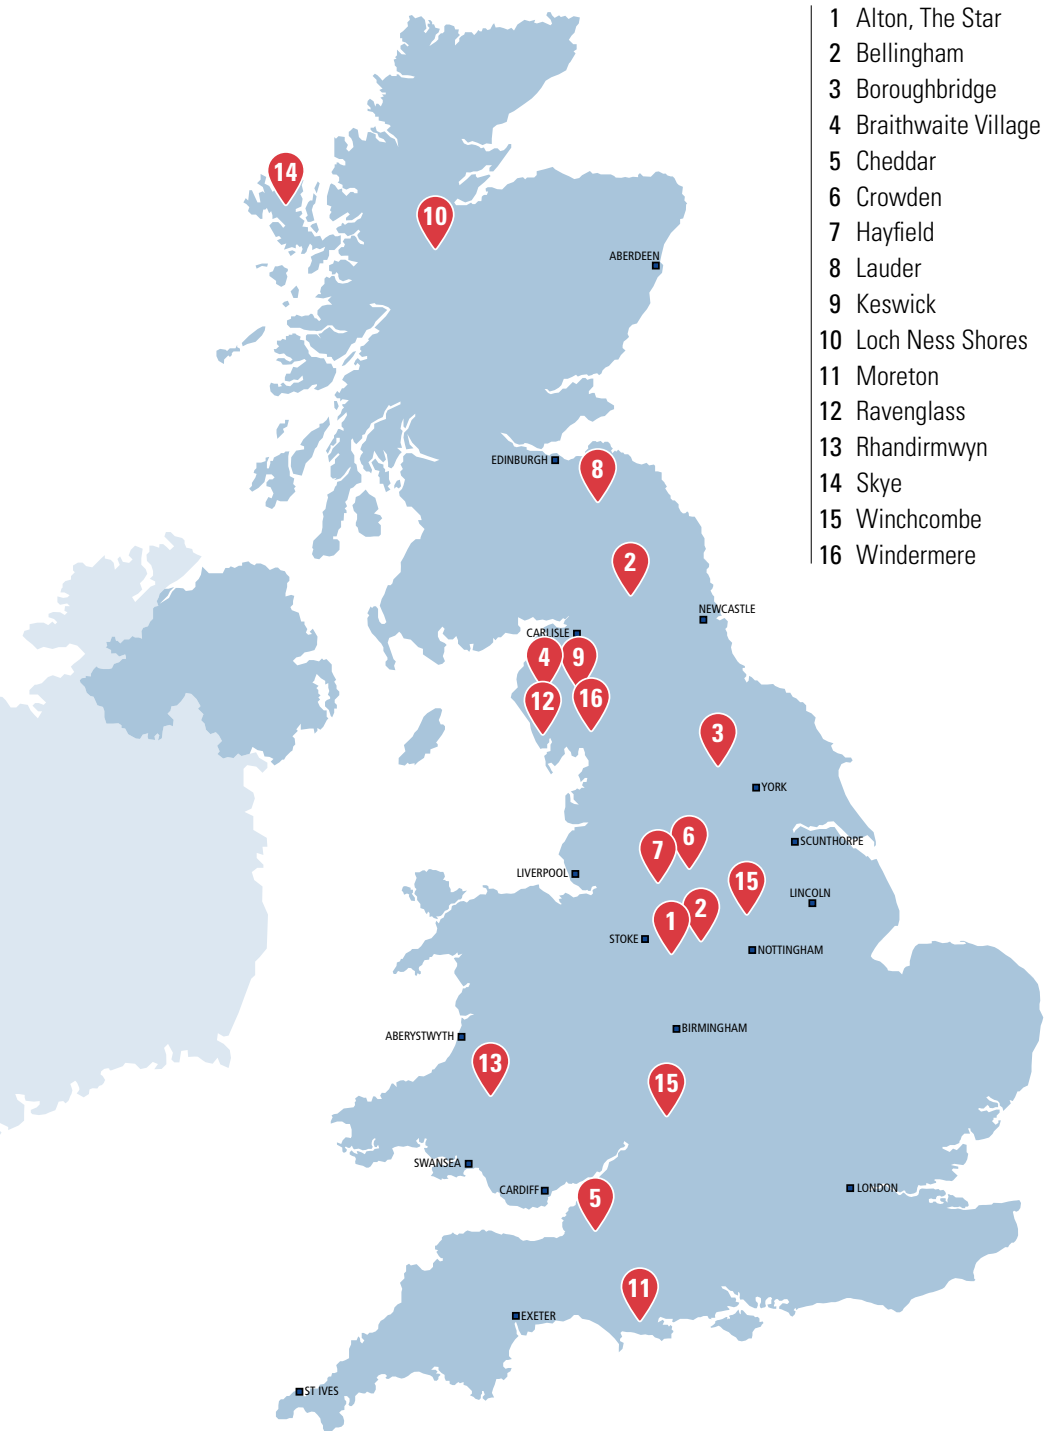 1 Alton, The Star
2 Bellingham
3 Boroughbridge
4 Braithwaite Village
5 Cheddar
6 Crowden
7 Hayfield
8 Lauder
9 Keswick
10 Loch Ness Shores
11 Moreton
12 Ravenglass
13 Rhandirmwyn
14 Skye
15 Winchcombe
16 Windermere
14
10
ABERDEEN
EDINBURGH
8
2
NEWCASTLE
CARLISLE
4
9
12
16
3
YORK
6
7
SCUNTHORPE
LIVERPOOL
15
LINCOLN
2
1
STOKE
NOTTINGHAM
BIRMINGHAM
ABERYSTWYTH
13
15
SWANSEA
CARDIFF
LONDON
5
11
EXETER
ST IVES